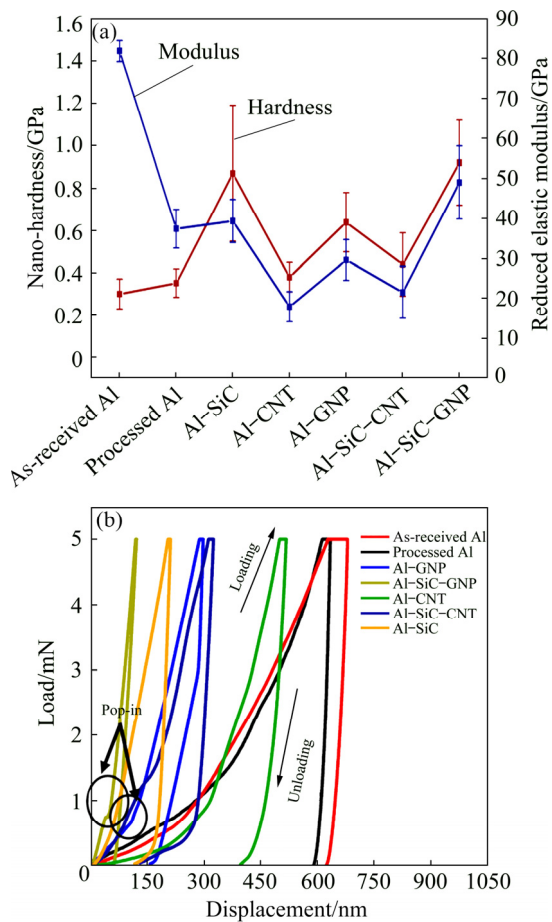 (a)
Modulus
Hardness
Nano-hardness/GPa
1.6
1.4
1.2
1.0
0.8
0.6
0.4
0.2
0
Reduced elastic modulus/GPa
90
80
70
60
50
40
30
20
10
0
As-received Al
Processed Al
Al−SiC
Al−CNT
Al−GNP
Al−SiC−CNT
Al−SiC−GNP
(b)
Loading
Unloading
Pop-in
As-received Al
Processed Al
Al−GNP
Al−SiC−GNP
Al−CNT
Al−SiC−CNT
Al−SiC
Load/mN
5
4
3
2
1
0
150
300
450
600
750
900
1050
Displacement/nm